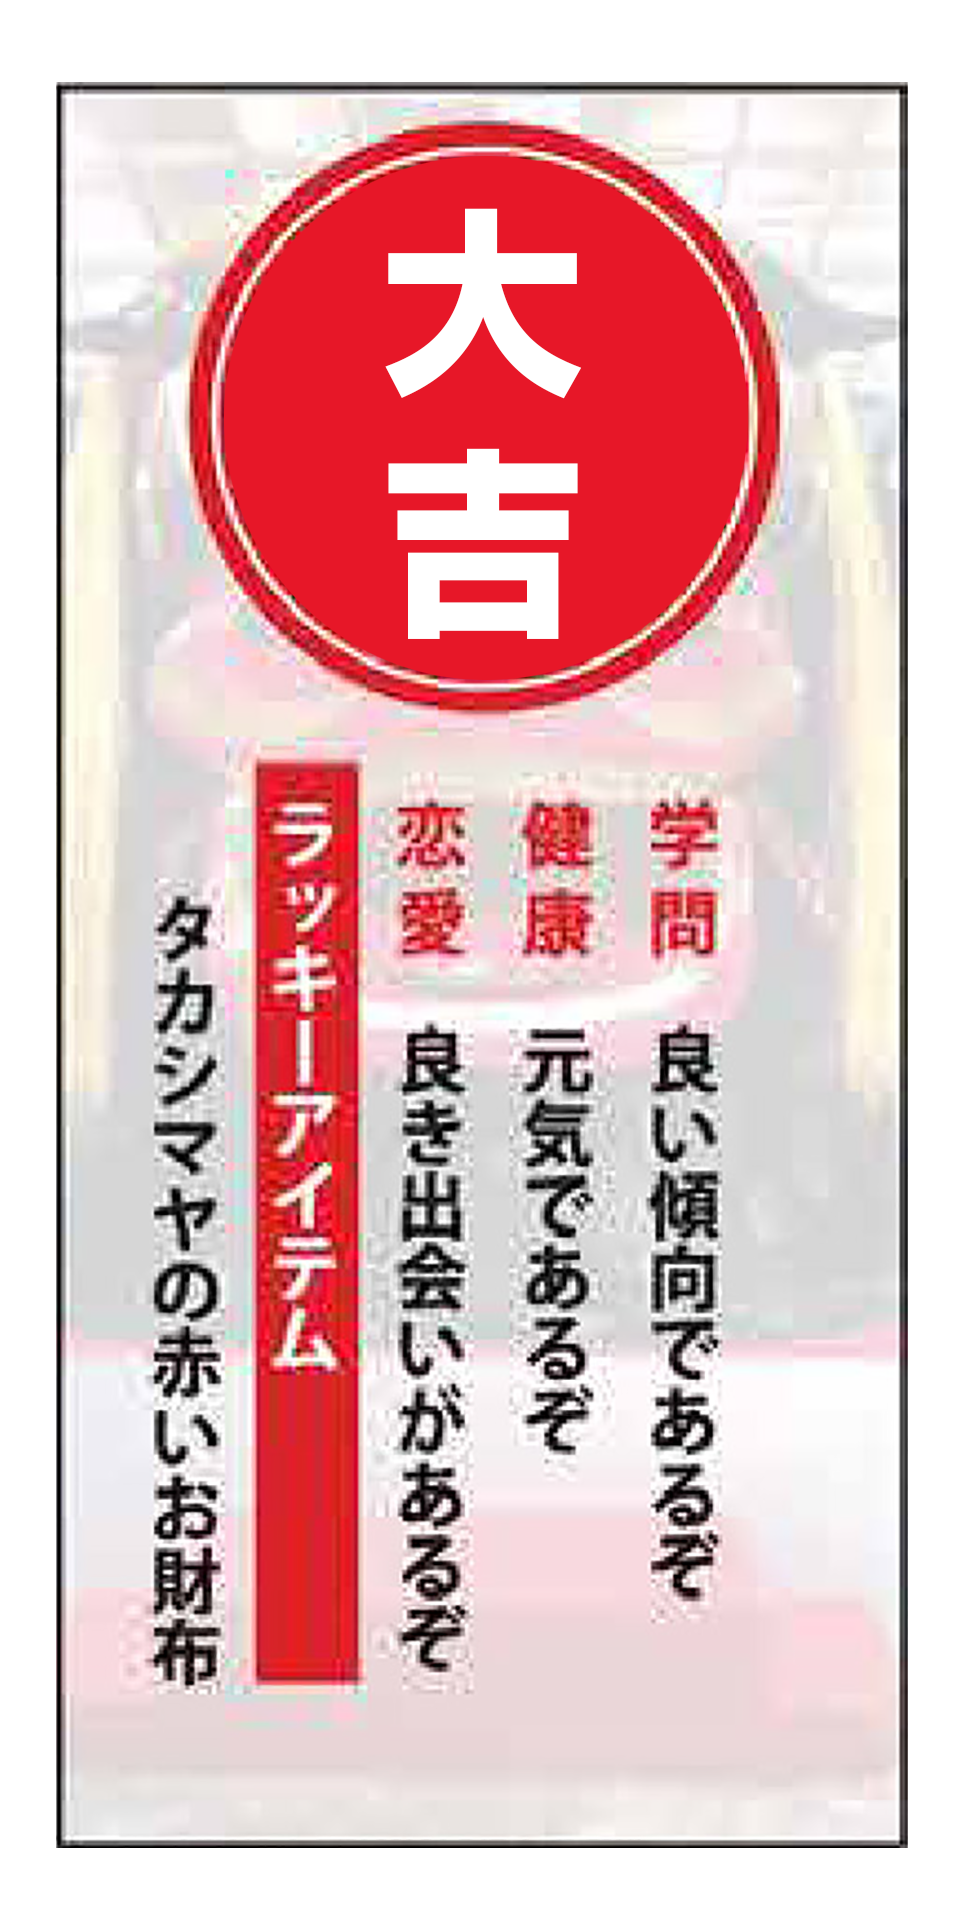 大吉
学問 良い傾向であるぞ
健康 元気であるぞ
恋愛 良き出会いがあるぞ
ラッキーアイテム
タカシマヤの赤いお財布